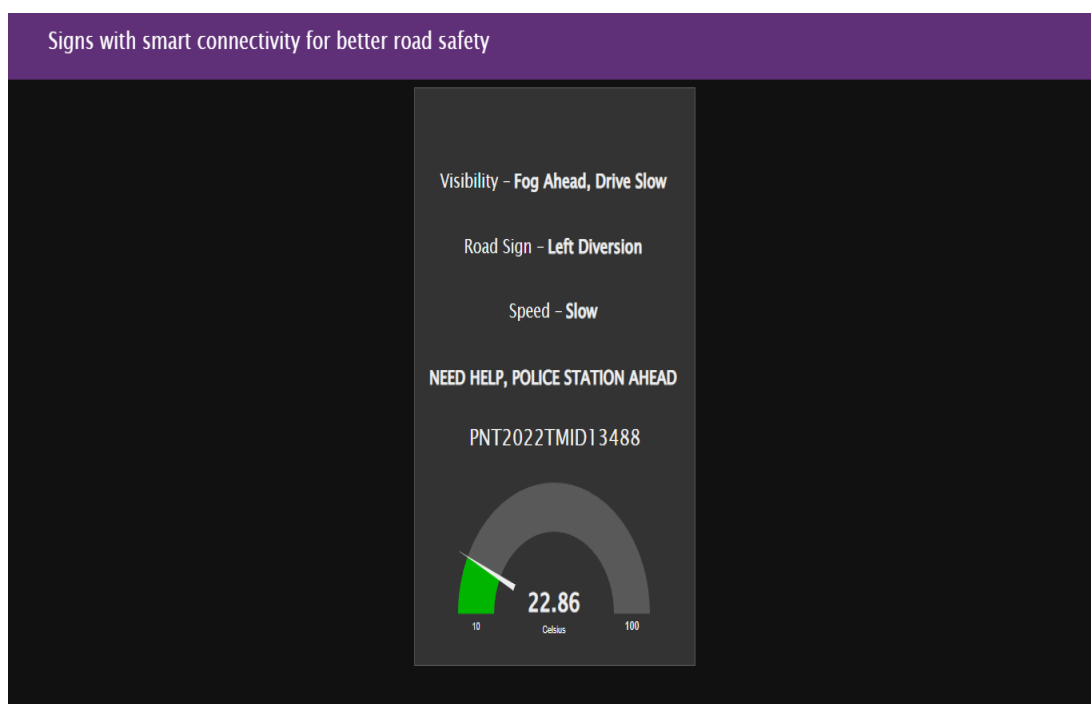 Signs with smart connectivity for better road safety
Visibility – Fog Ahead, Drive Slow
Road Sign – Left Diversion
Speed – Slow
NEED HELP, POLICE STATION AHEAD
PNT2022TMID13488
22.86
10 Celsius 100